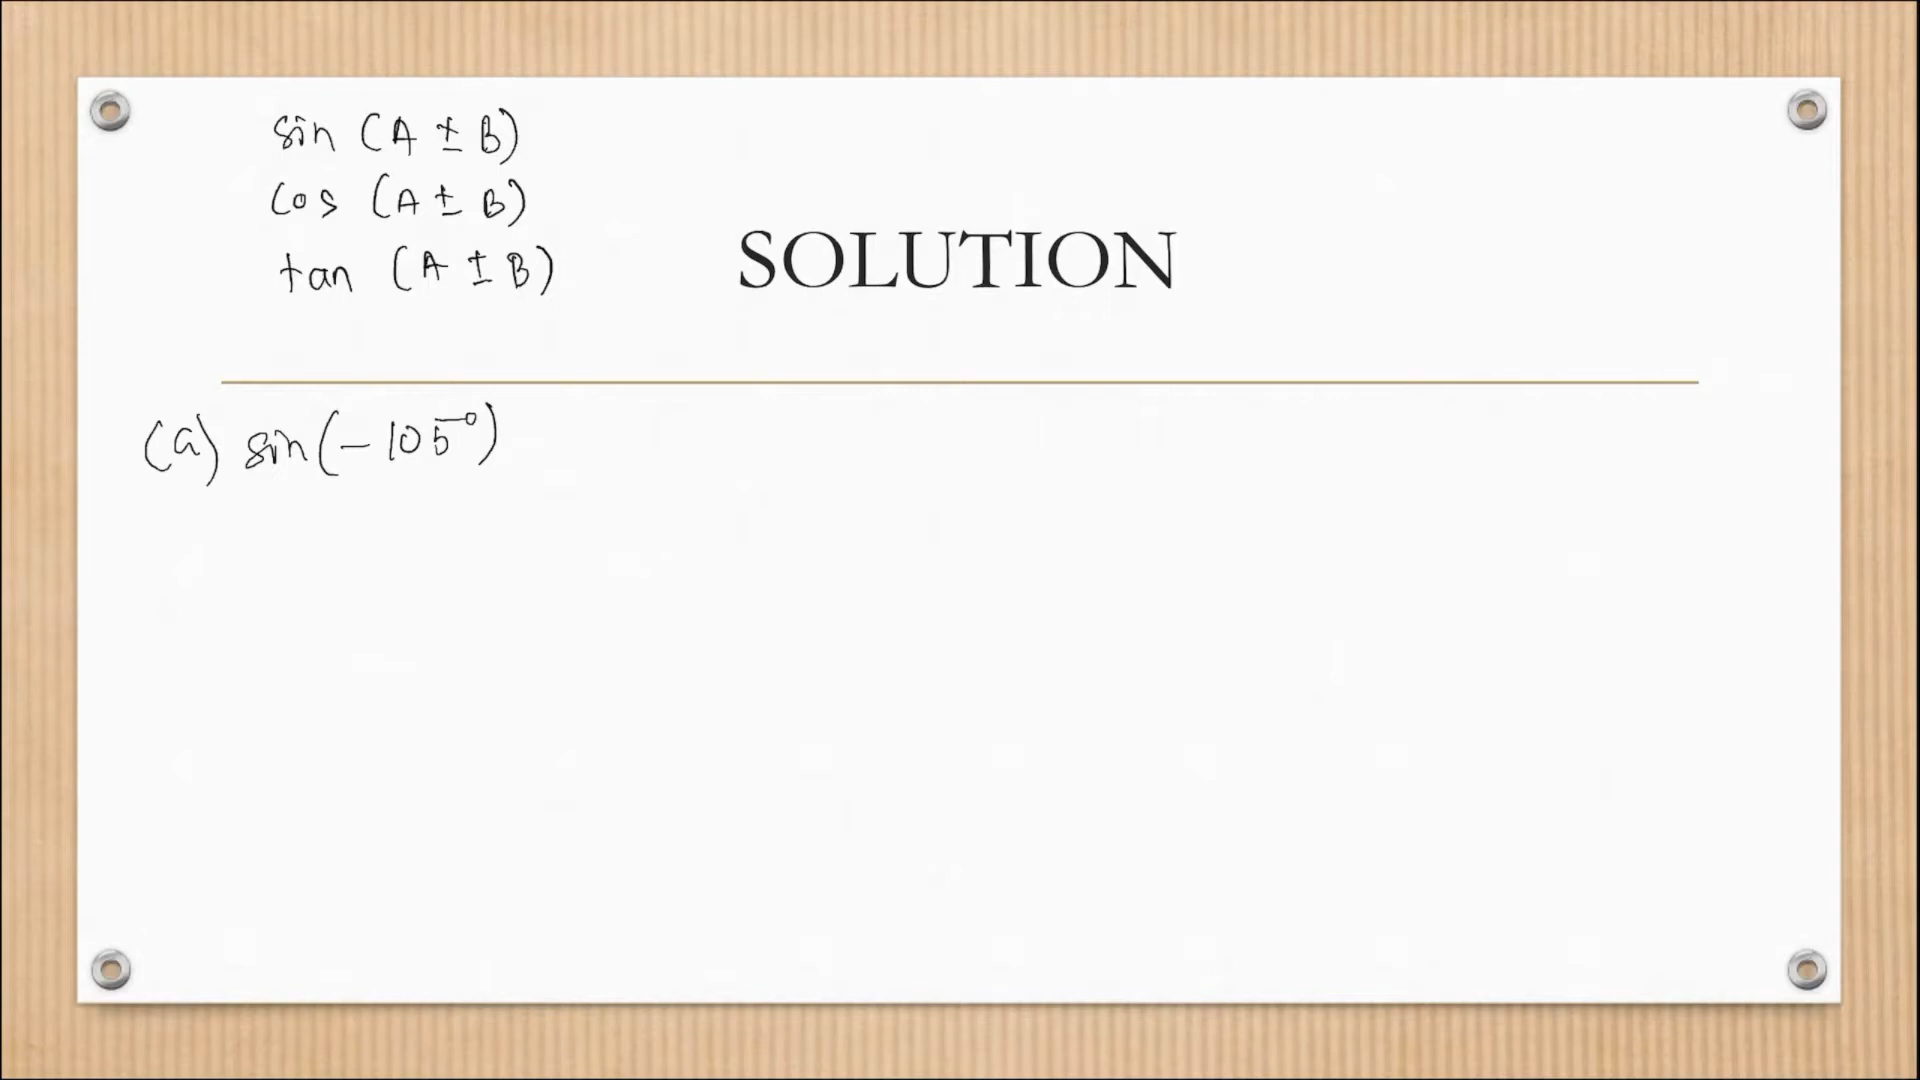 sin (A ± B)
cos (A ± B)
tan (A ± B)
SOLUTION
(a) sin(-105°)